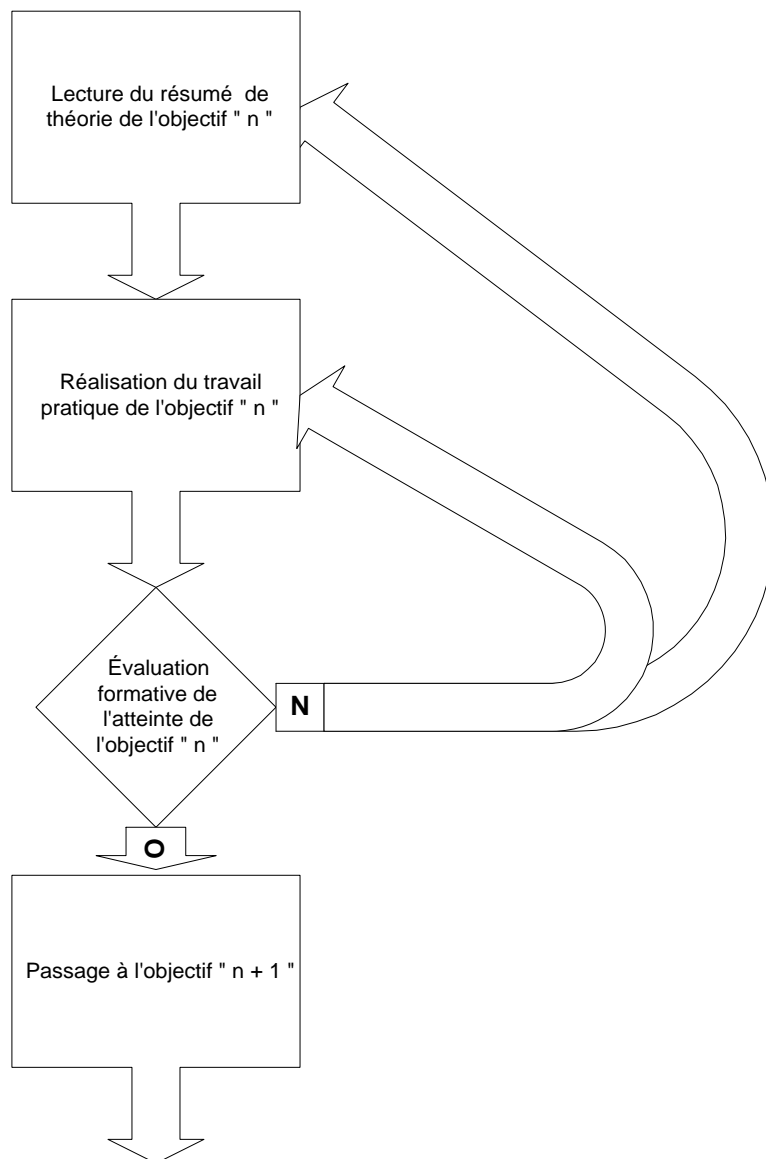 Lecture du résumé de
théorie de l'objectif " n "
Réalisation du travail
pratique de l'objectif " n "
Évaluation
formative de
l'atteinte de
l'objectif " n "
N
O
Passage à l'objectif " n + 1 "